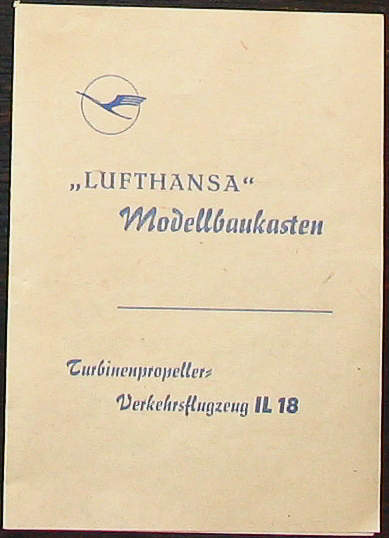 „LUFTHANSA“
Modellbaukasten
Turbinenpropeller=
Verkehrsflugzeug IL 18